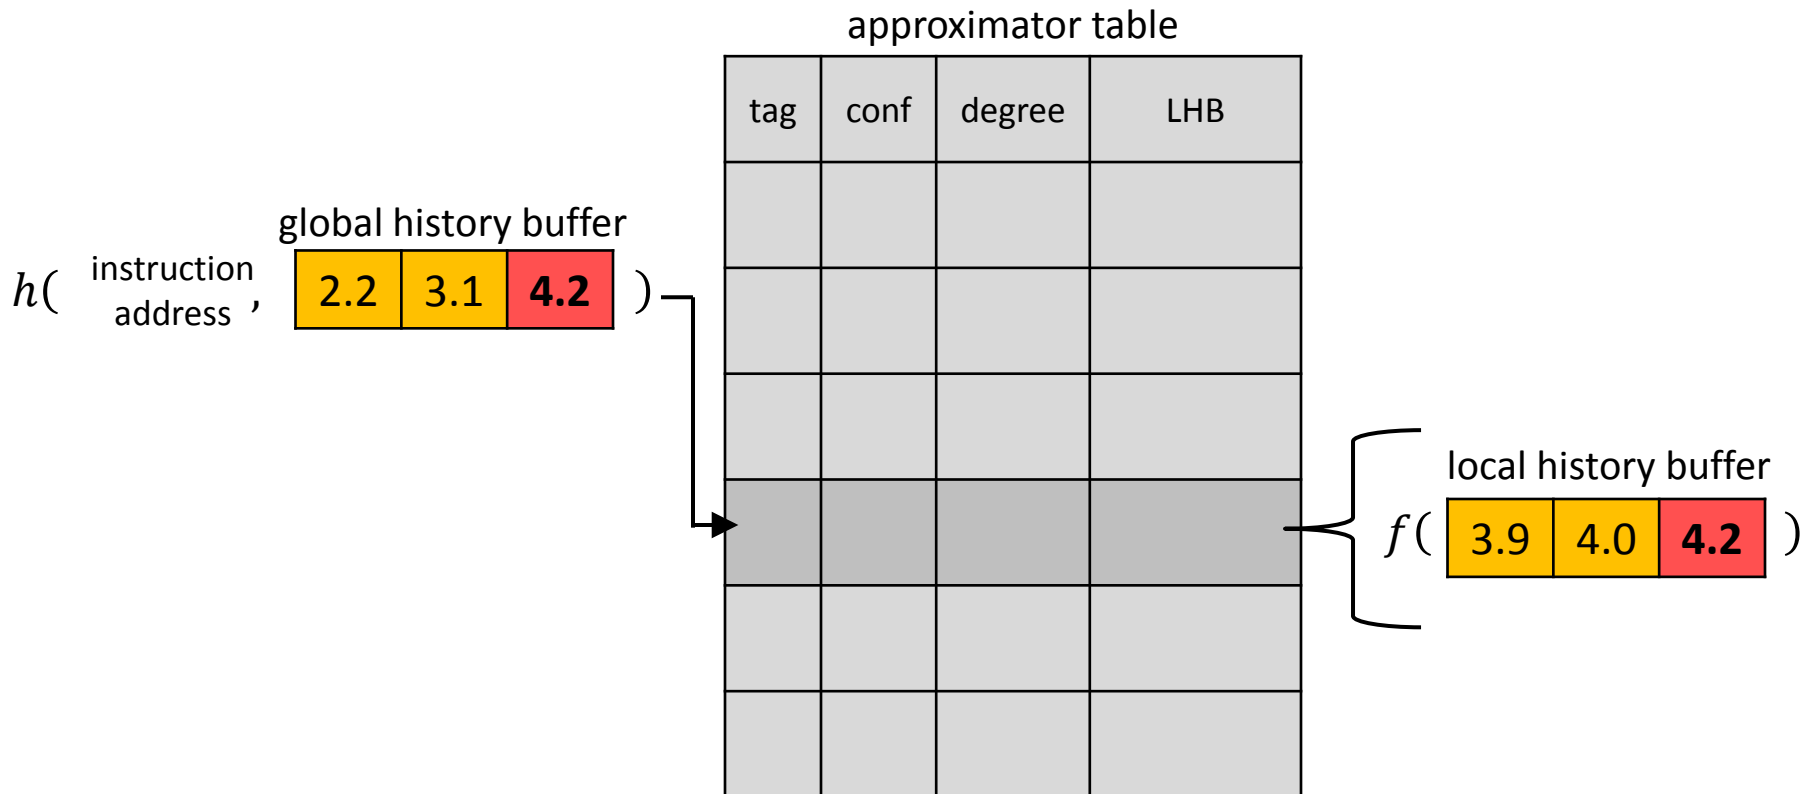 approximator table
tag conf degree LHB
global history buffer
h( instruction address , 2.2 3.1 4.2 )
local history buffer
f( 3.9 4.0 4.2 )